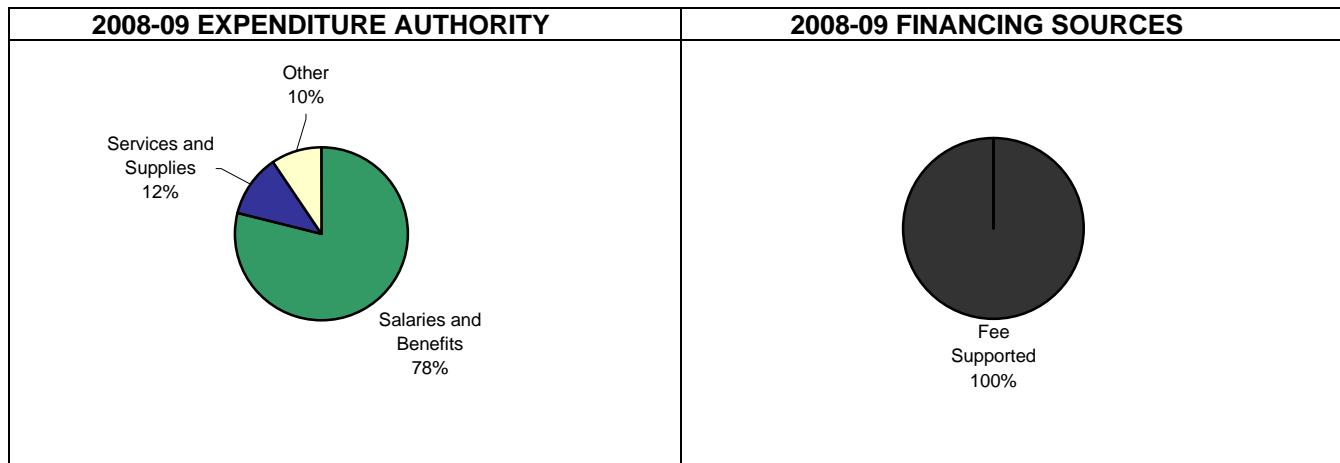 2008-09 EXPENDITURE AUTHORITY
2008-09 FINANCING SOURCES
Other
10%
Services and
Supplies
12%
Salaries and
Benefits
78%
Fee
Supported
100%